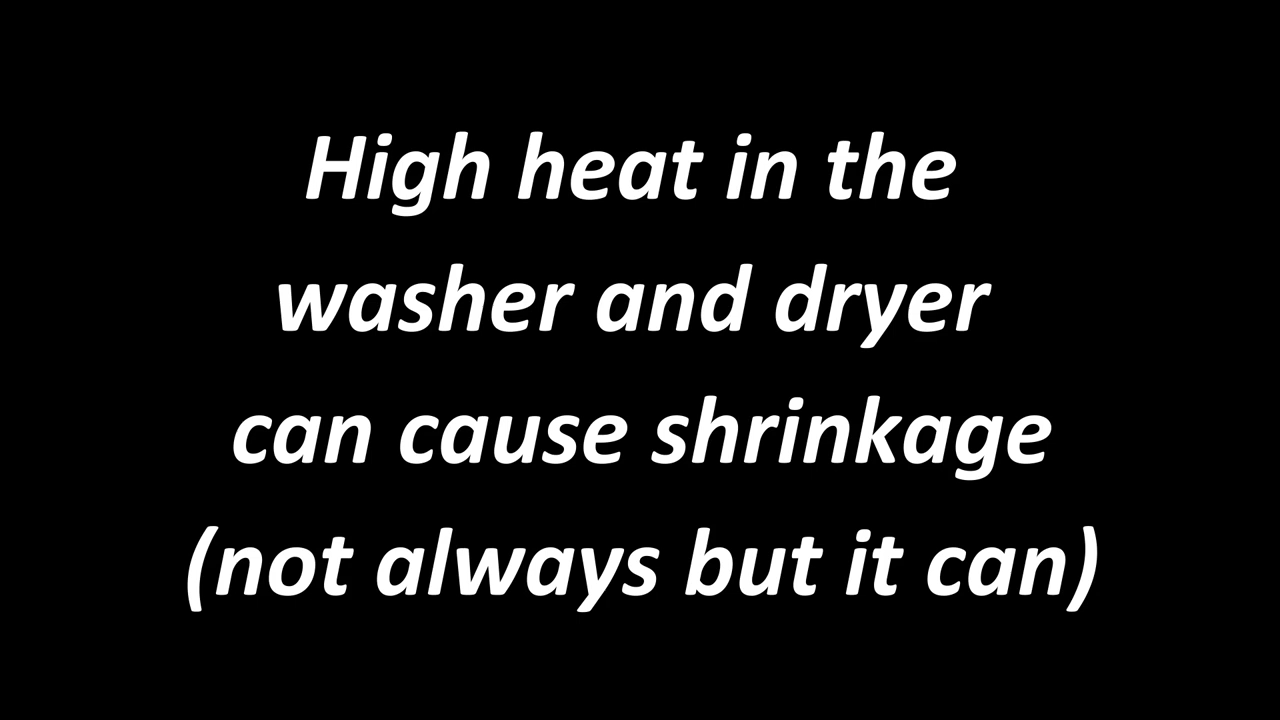 High heat in the
washer and dryer
can cause shrinkage
(not always but it can)